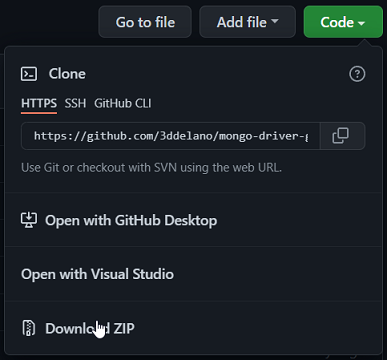 Go to file Add file Code
Clone
HTTPS SSH GitHub CLI
https://github.com/3ddelano/mongo-driver-g
Use Git or checkout with SVN using the web URL.
Open with GitHub Desktop
Open with Visual Studio
Download ZIP